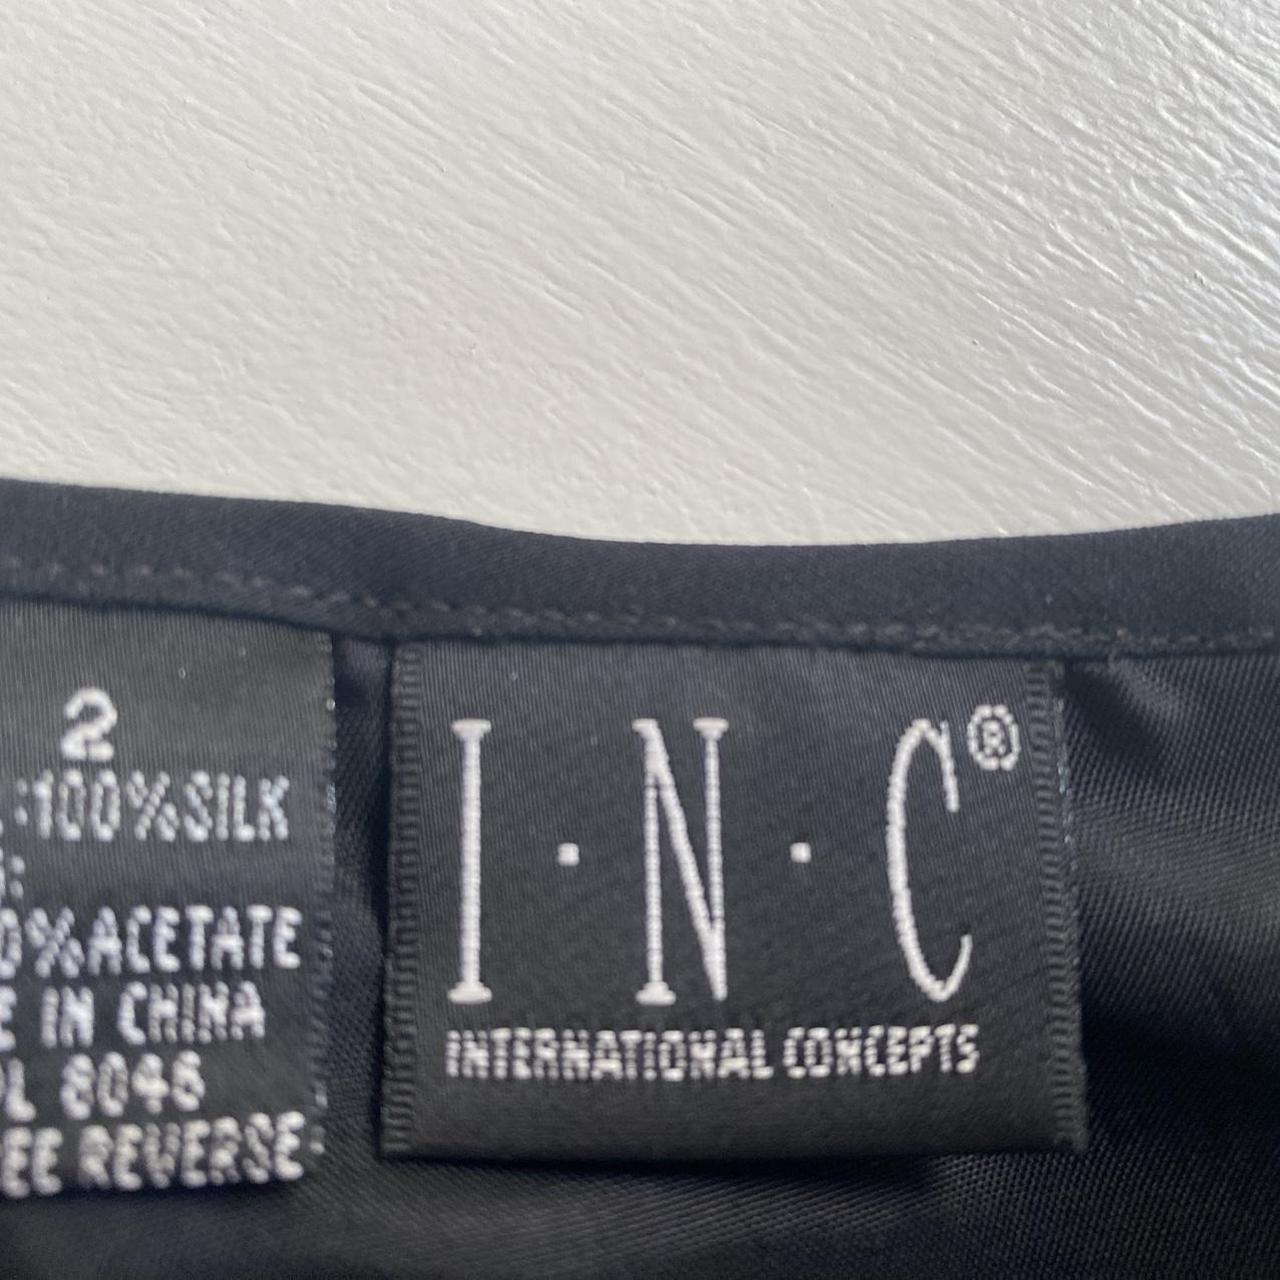 2
:100%SILK
0%ACETATE
E IN CHINA
L 8046
EE REVERSE
I·N·C®
INTERNATIONAL CONCEPTS